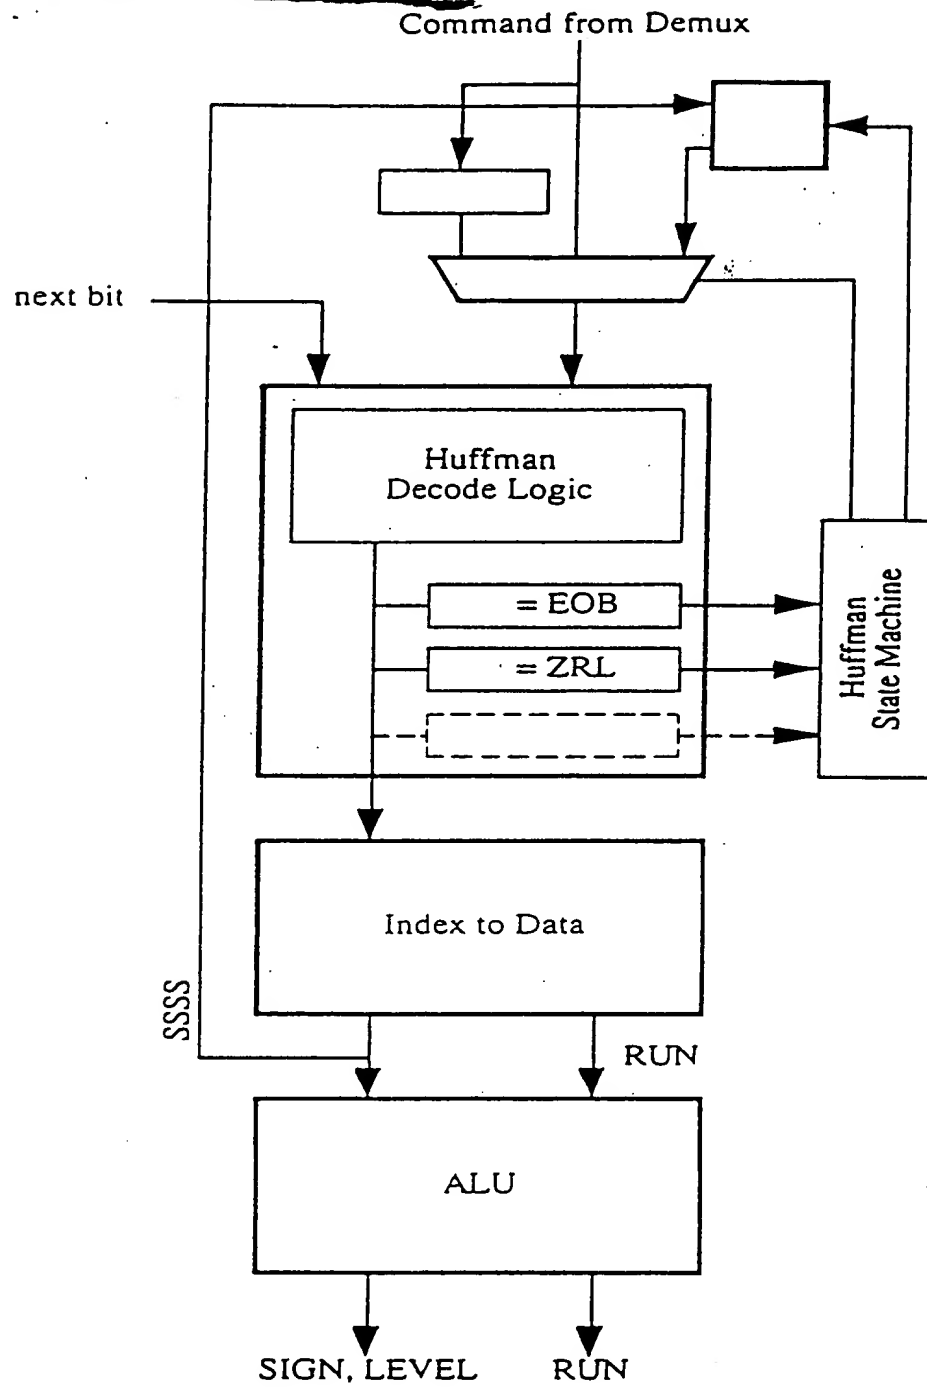 Command from Demux
next bit
Huffman
Decode Logic
= EOB
= ZRL
Huffman
State Machine
Index to Data
SSSS
RUN
ALU
SIGN, LEVEL
RUN